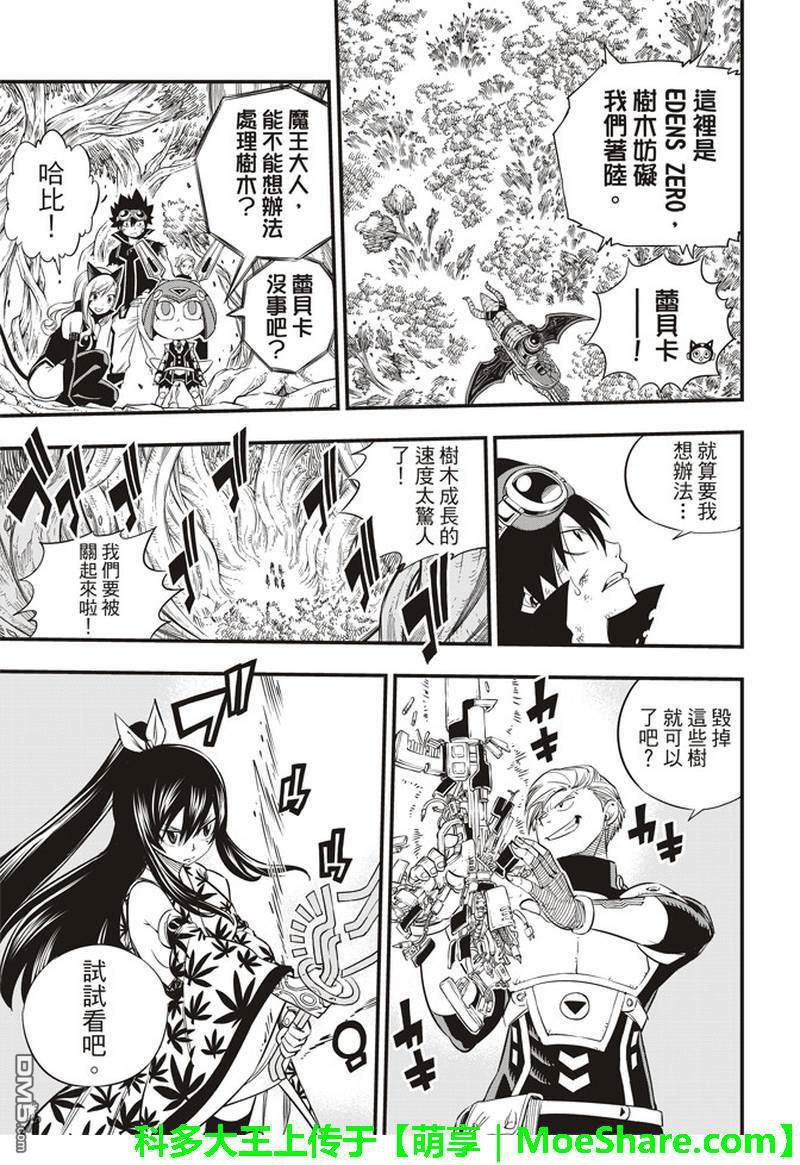 這裡是
EDENS ZERO，
樹木妨礙
我們著陸。
蕾貝卡
——！
魔王大人，
能不能想辦法
處理樹木？
蕾貝卡
沒事吧？
哈比！
就算要我
想辦法…
樹木成長的
速度太驚人
了！
我們要被
關起來啦！
毀掉
這些樹
就可以
了吧？
試試看吧。
DM5
科多大王上传于【萌享】MoeShare.com